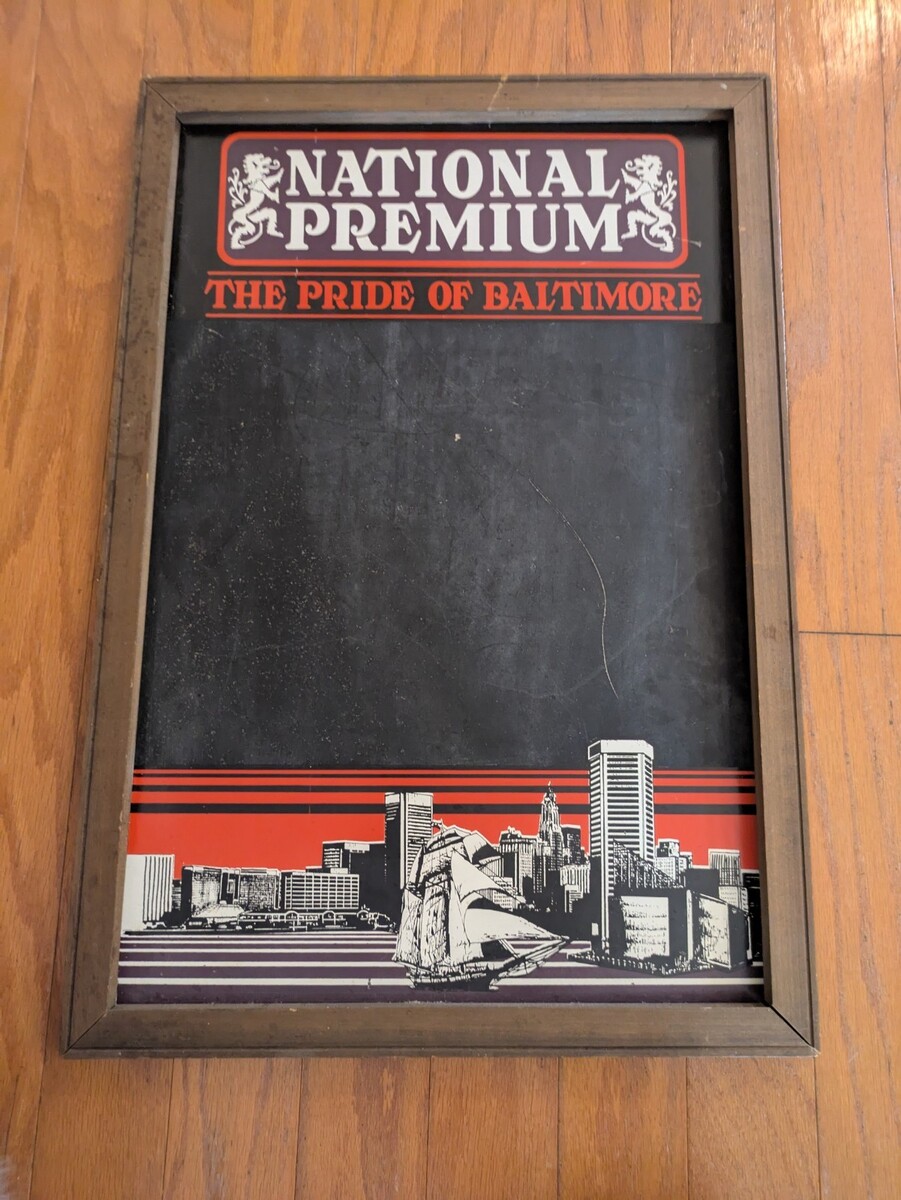 NATIONAL
PREMIUM
THE PRIDE OF BALTIMORE